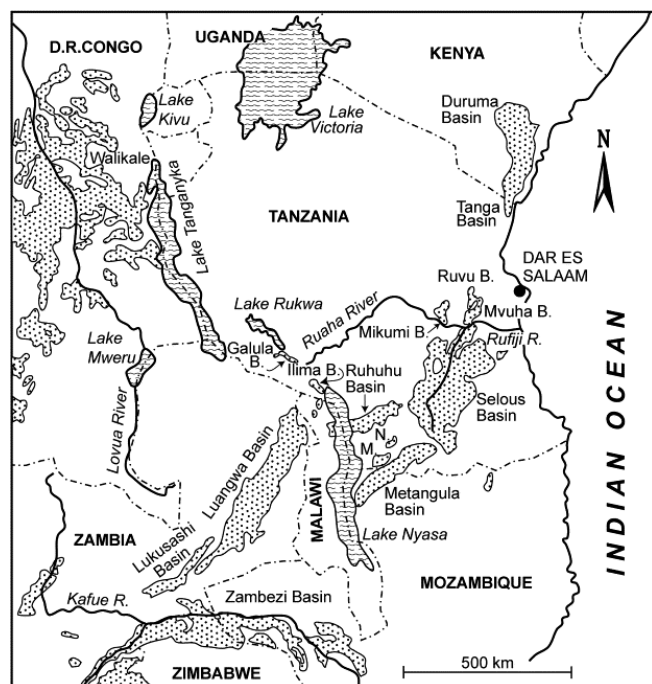 D.R.CONGO
UGANDA
KENYA
Lake
Kivu
Lake
Victoria
Duruma
Basin
N
Walikale
Lake Tanganyika
TANZANIA
Tanga
Basin
DAR ES
SALAAM
Ruvu B.
Mvuha B.
Lake Rukwa
Ruaha River
Mikumi B.
Rufiji R.
Lake
Mweru
Galula
B.
Ilima B.
Ruhuhu
Basin
Selous
Basin
INDIAN OCEAN
Lovua River
Luangwa Basin
N.
M.
MALAWI
Metangula
Basin
Lukusashi
Basin
Lake Nyasa
ZAMBIA
MOZAMBIQUE
Kafue R.
Zambezi Basin
500 km
ZIMBABWE